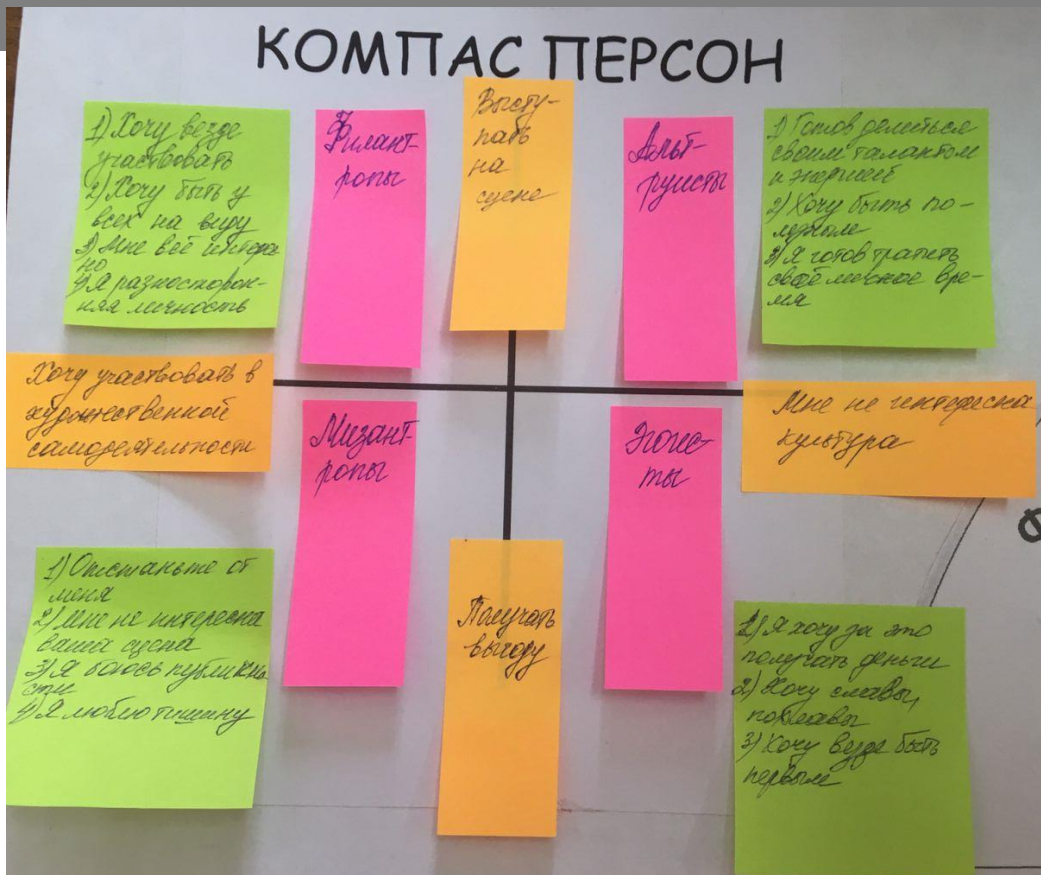 КОМПАС ПЕРСОН
1) Хочу везде
участвовать
2) Хочу быть у
всех на виду
3) Мне всё интерес
но
4) Я разносторон-
няя личность
Филант-
ропы
Высту-
пать
на
сцене
Альт-
руисты
1) Готов делиться
своим талантом
и энергией
2) Хочу быть по-
лезным
3) Я готов тратить
своё личное вре-
мя
Хочу участвовать в
художественной
самодеятельности
Мне не интересна
культура
Мизант-
ропы
Эгоис-
ты
1) Отстаньте от
меня
2) Мне не интересна
ваша сцена
3) Я боюсь публично
сти
4) Я люблю тишину
Получать
выгоду
1) Я хочу за это
получать деньги
2) Хочу славы,
похвалы
3) Хочу везде быть
первым
Ф